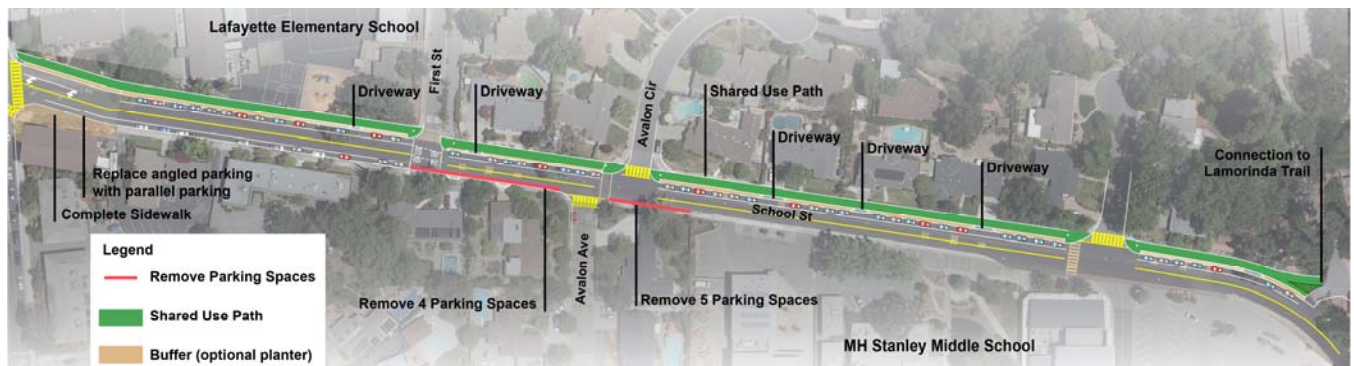 Lafayette Elementary School
First St
Driveway
Driveway
Avalon Cir
Shared Use Path
Driveway
Driveway
Driveway
Connection to
Lamorinda Trail
Replace angled parking
with parallel parking
Complete Sidewalk
School St
Legend
Remove Parking Spaces
Shared Use Path
Buffer (optional planter)
Remove 4 Parking Spaces
Avalon Ave
Remove 5 Parking Spaces
MH Stanley Middle School